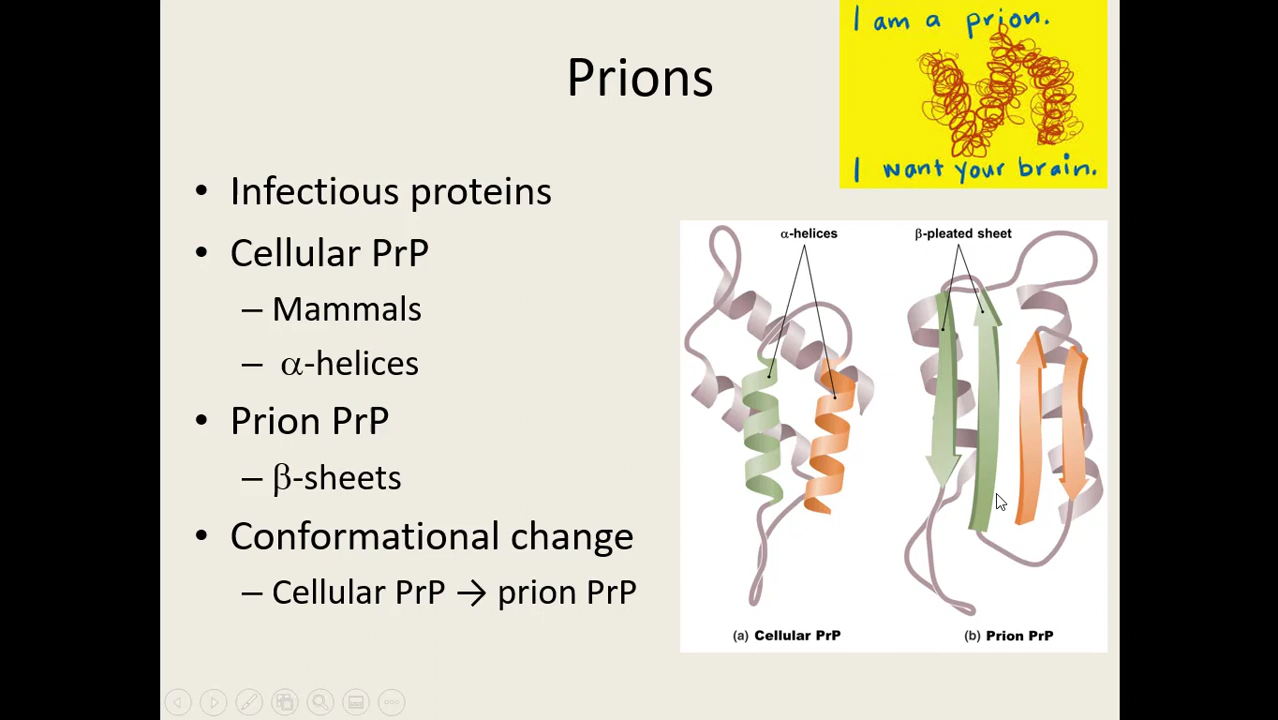 I am a prion.
I want your brain.
Prions
• Infectious proteins
• Cellular PrP
– Mammals
– α-helices
• Prion PrP
– β-sheets
• Conformational change
– Cellular PrP → prion PrP
α-helices
β-pleated sheet
(a) Cellular PrP
(b) Prion PrP